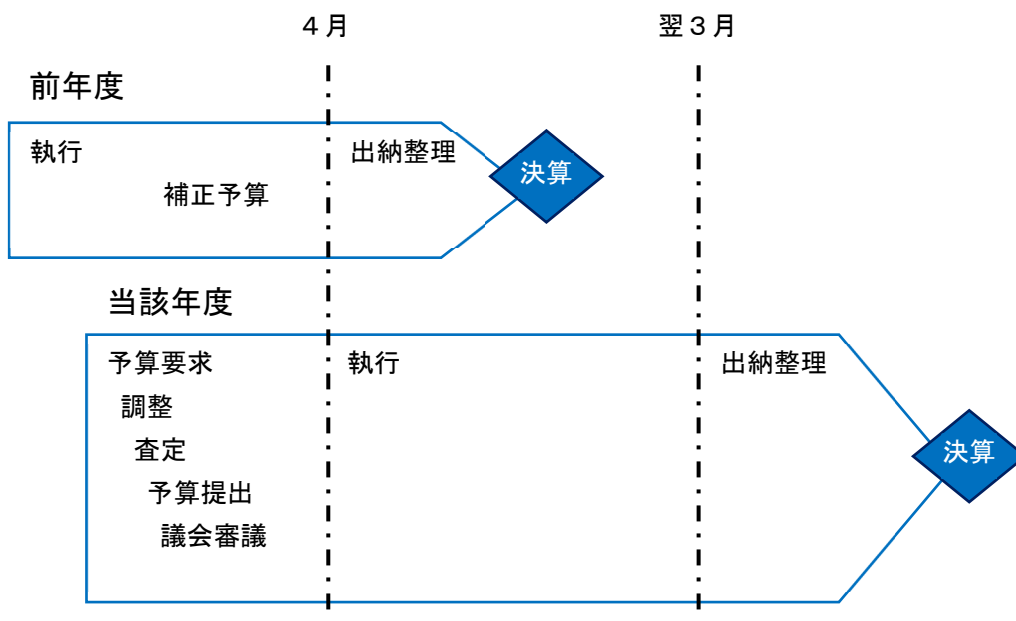 ４月
翌３月
前年度
執行
出納整理
決算
補正予算
当該年度
予算要求
執行
出納整理
調整
査定
決算
予算提出
議会審議